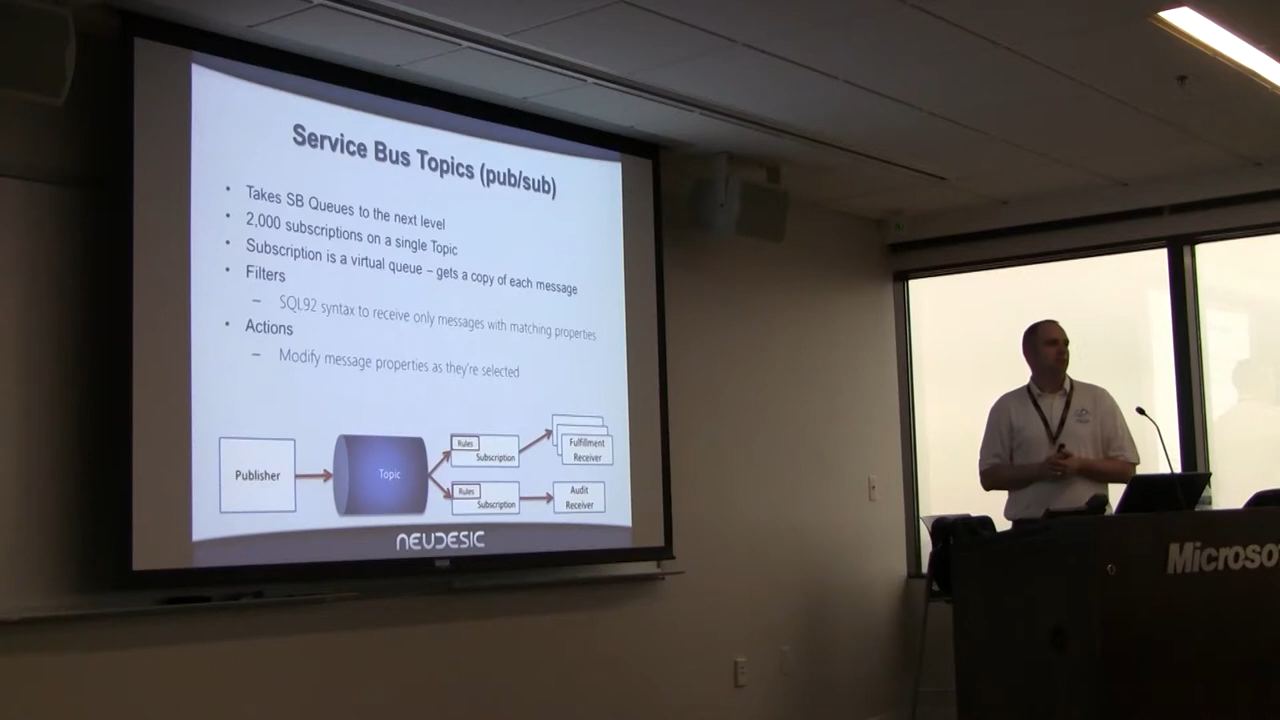 Service Bus Topics (pub/sub)
• Takes SB Queues to the next level
• 2,000 subscriptions on a single Topic
• Subscription is a virtual queue – gets a copy of each message
• Filters
– SQL92 syntax to receive only messages with matching properties
• Actions
– Modify message properties as they're selected
Publisher
Topic
Rules
Subscription
Fulfillment
Receiver
Rules
Subscription
Audit
Receiver
NEUDESIC
Microso